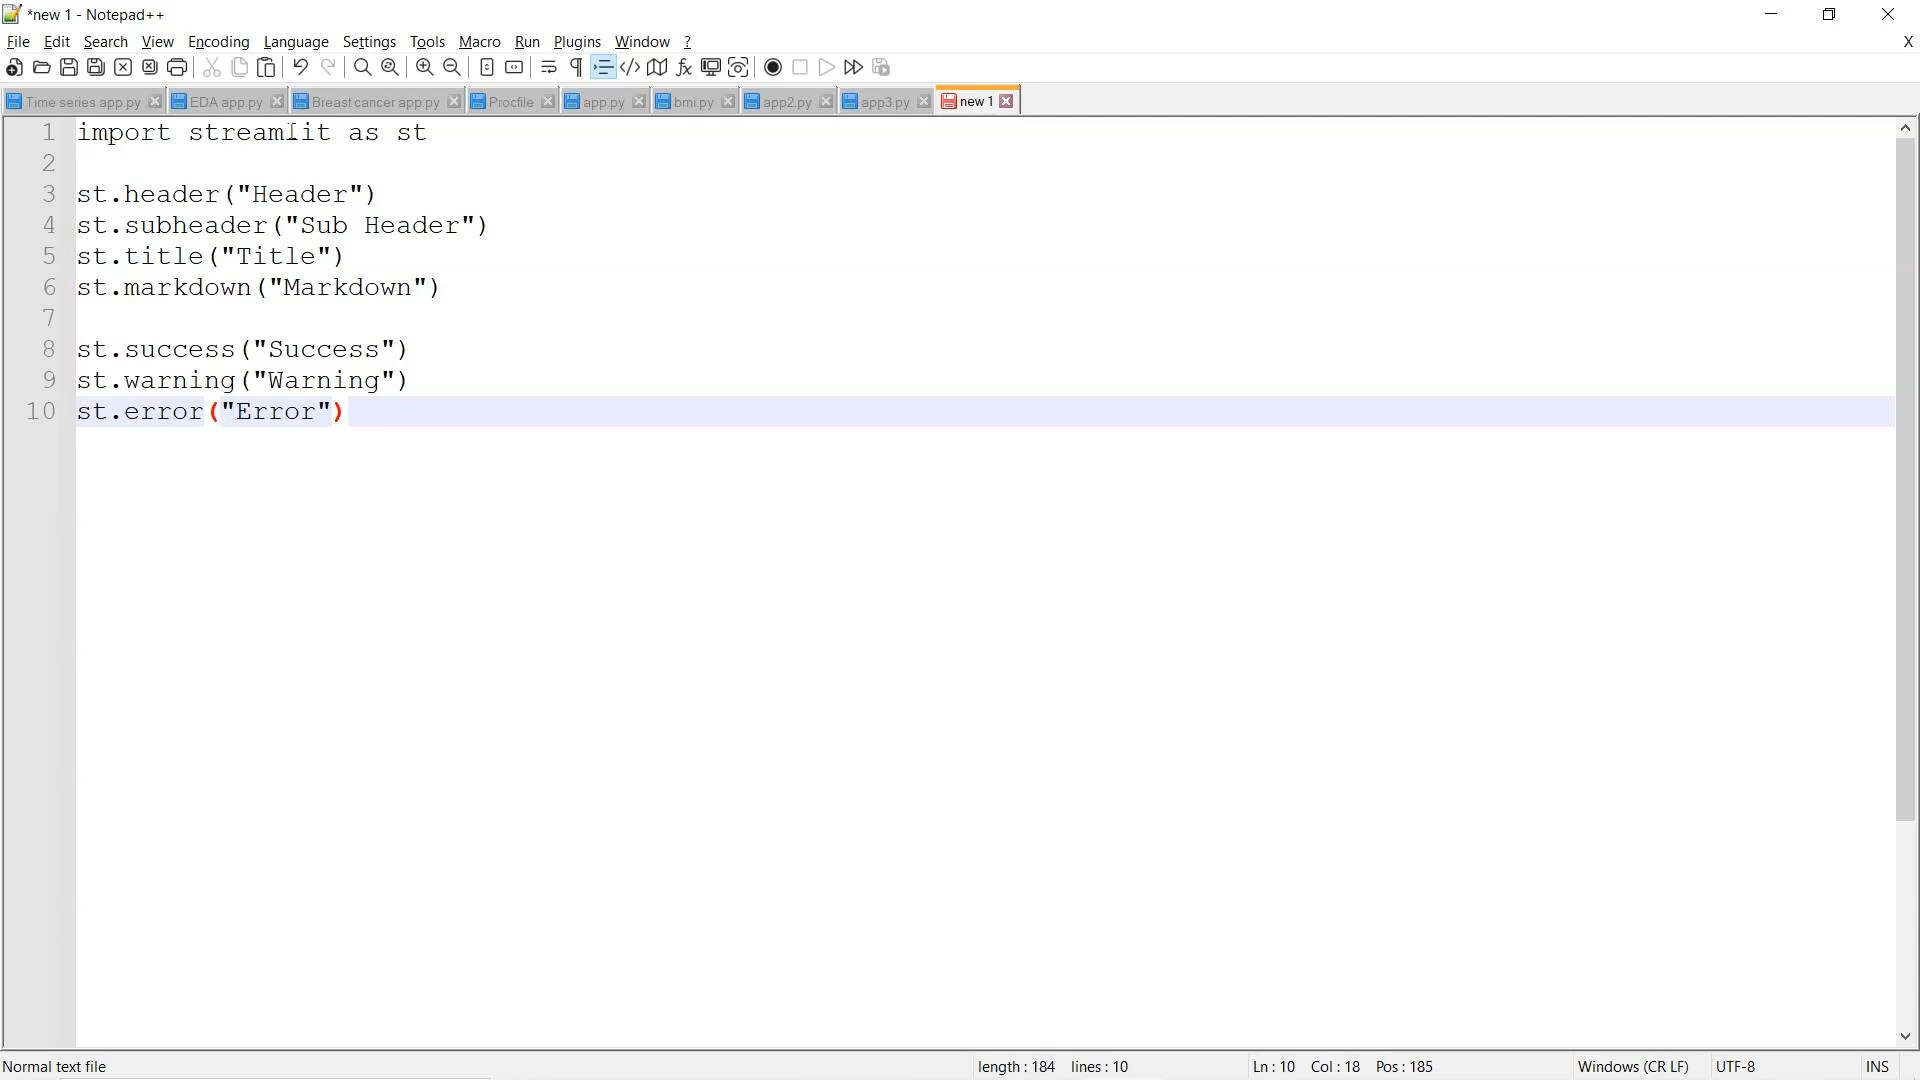 *new 1 - Notepad++
File Edit Search View Encoding Language Settings Tools Macro Run Plugins Window ? X
Time series app.py EDA app.py Breast cancer app.py Procfile app.py bmi.py app2.py app3.py new 1
1 import streamlit as st
2
3 st.header("Header")
4 st.subheader("Sub Header")
5 st.title("Title")
6 st.markdown("Markdown")
7
8 st.success("Success")
9 st.warning("Warning")
10 st.error("Error")
Normal text file length : 184 lines : 10 Ln : 10 Col : 18 Pos : 185 Windows (CR LF) UTF-8 INS